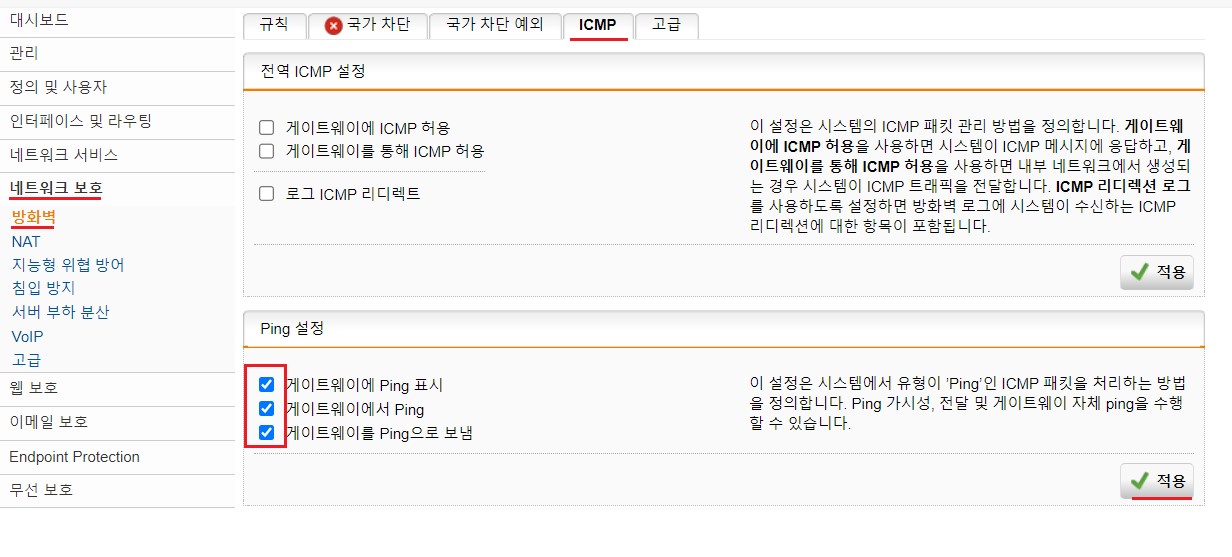 대시보드
관리
정의 및 사용자
인터페이스 및 라우팅
네트워크 서비스
네트워크 보호
방화벽
NAT
지능형 위협 방어
침입 방지
서버 부하 분산
VoIP
고급
웹 보호
이메일 보호
Endpoint Protection
무선 보호
규칙
국가 차단
국가 차단 예외
ICMP
고급
전역 ICMP 설정
게이트웨이에 ICMP 허용
게이트웨이를 통해 ICMP 허용
로그 ICMP 리디렉트
이 설정은 시스템의 ICMP 패킷 관리 방법을 정의합니다. 게이트웨
이에 ICMP 허용을 사용하면 시스템이 ICMP 메시지에 응답하고, 게
이트웨이를 통해 ICMP 허용을 사용하면 내부 네트워크에서 생성되
는 경우 시스템이 ICMP 트래픽을 전달합니다. ICMP 리디렉션 로그
를 사용하도록 설정하면 방화벽 로그에 시스템이 수신하는 ICMP
리디렉션에 대한 항목이 포함됩니다.
적용
Ping 설정
게이트웨이에 Ping 표시
게이트웨이에서 Ping
게이트웨이를 Ping으로 보냄
이 설정은 시스템에서 유형이 'Ping'인 ICMP 패킷을 처리하는 방법
을 정의합니다. Ping 가시성, 전달 및 게이트웨이 자체 ping을 수행
할 수 있습니다.
적용